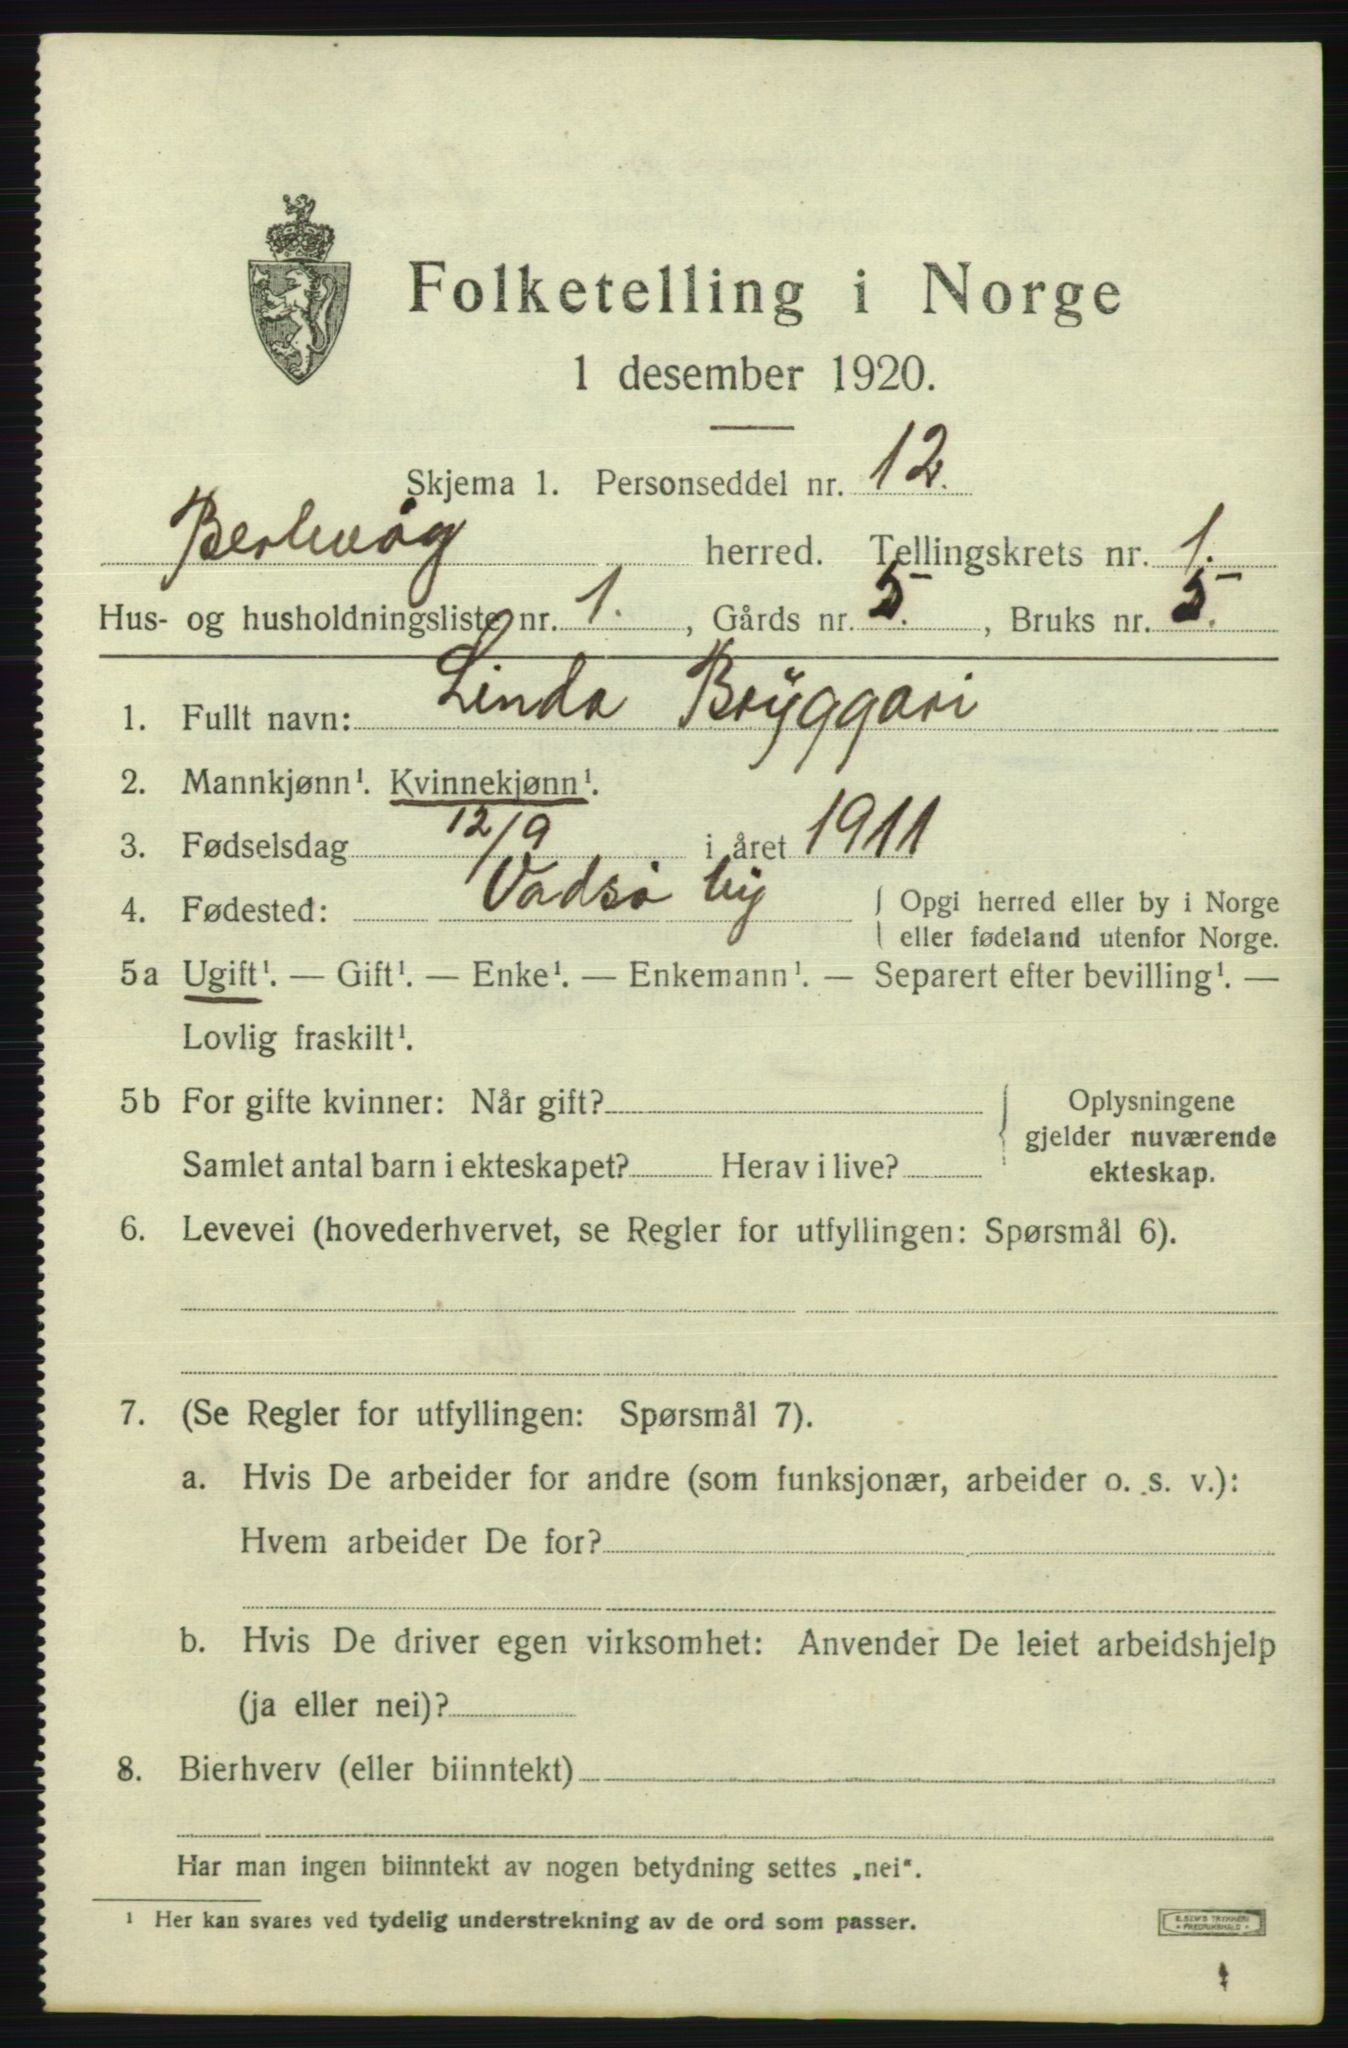 Folketelling i Norge
1 desember 1920.
Skjema 1. Personseddel nr. 12.
Berlevåg herred. Tellingskrets nr. 1.
Hus- og husholdningsliste nr. 1. , Gårds nr. 5. , Bruks nr. 5.
1. Fullt navn: Linda Bryggari
2. Mannkjønn¹. Kvinnekjønn¹.
3. Fødselsdag 12/9 i året 1911
4. Fødested: Vadsø by { Opgi herred eller by i Norge
eller fødeland utenfor Norge.
5a Ugift¹. — Gift¹. — Enke¹. — Enkemann¹. — Separert efter bevilling¹. —
Lovlig fraskilt¹.
5b For gifte kvinner: Når gift? { Oplysningene
gjelder nuværende
Samlet antal barn i ekteskapet? Herav i live? ekteskap.
6. Levevei (hovederhvervet, se Regler for utfyllingen: Spørsmål 6).
7. (Se Regler for utfyllingen: Spørsmål 7).
a. Hvis De arbeider for andre (som funksjonær, arbeider o. s. v.):
Hvem arbeider De for?
b. Hvis De driver egen virksomhet: Anvender De leiet arbeidshjelp
(ja eller nei)?
8. Bierhverv (eller biinntekt)
Har man ingen biinntekt av nogen betydning settes „nei“.
¹ Her kan svares ved tydelig understrekning av de ord som passer.
E. SEM'S TRYKKERI
• FREDRIKSHALD •